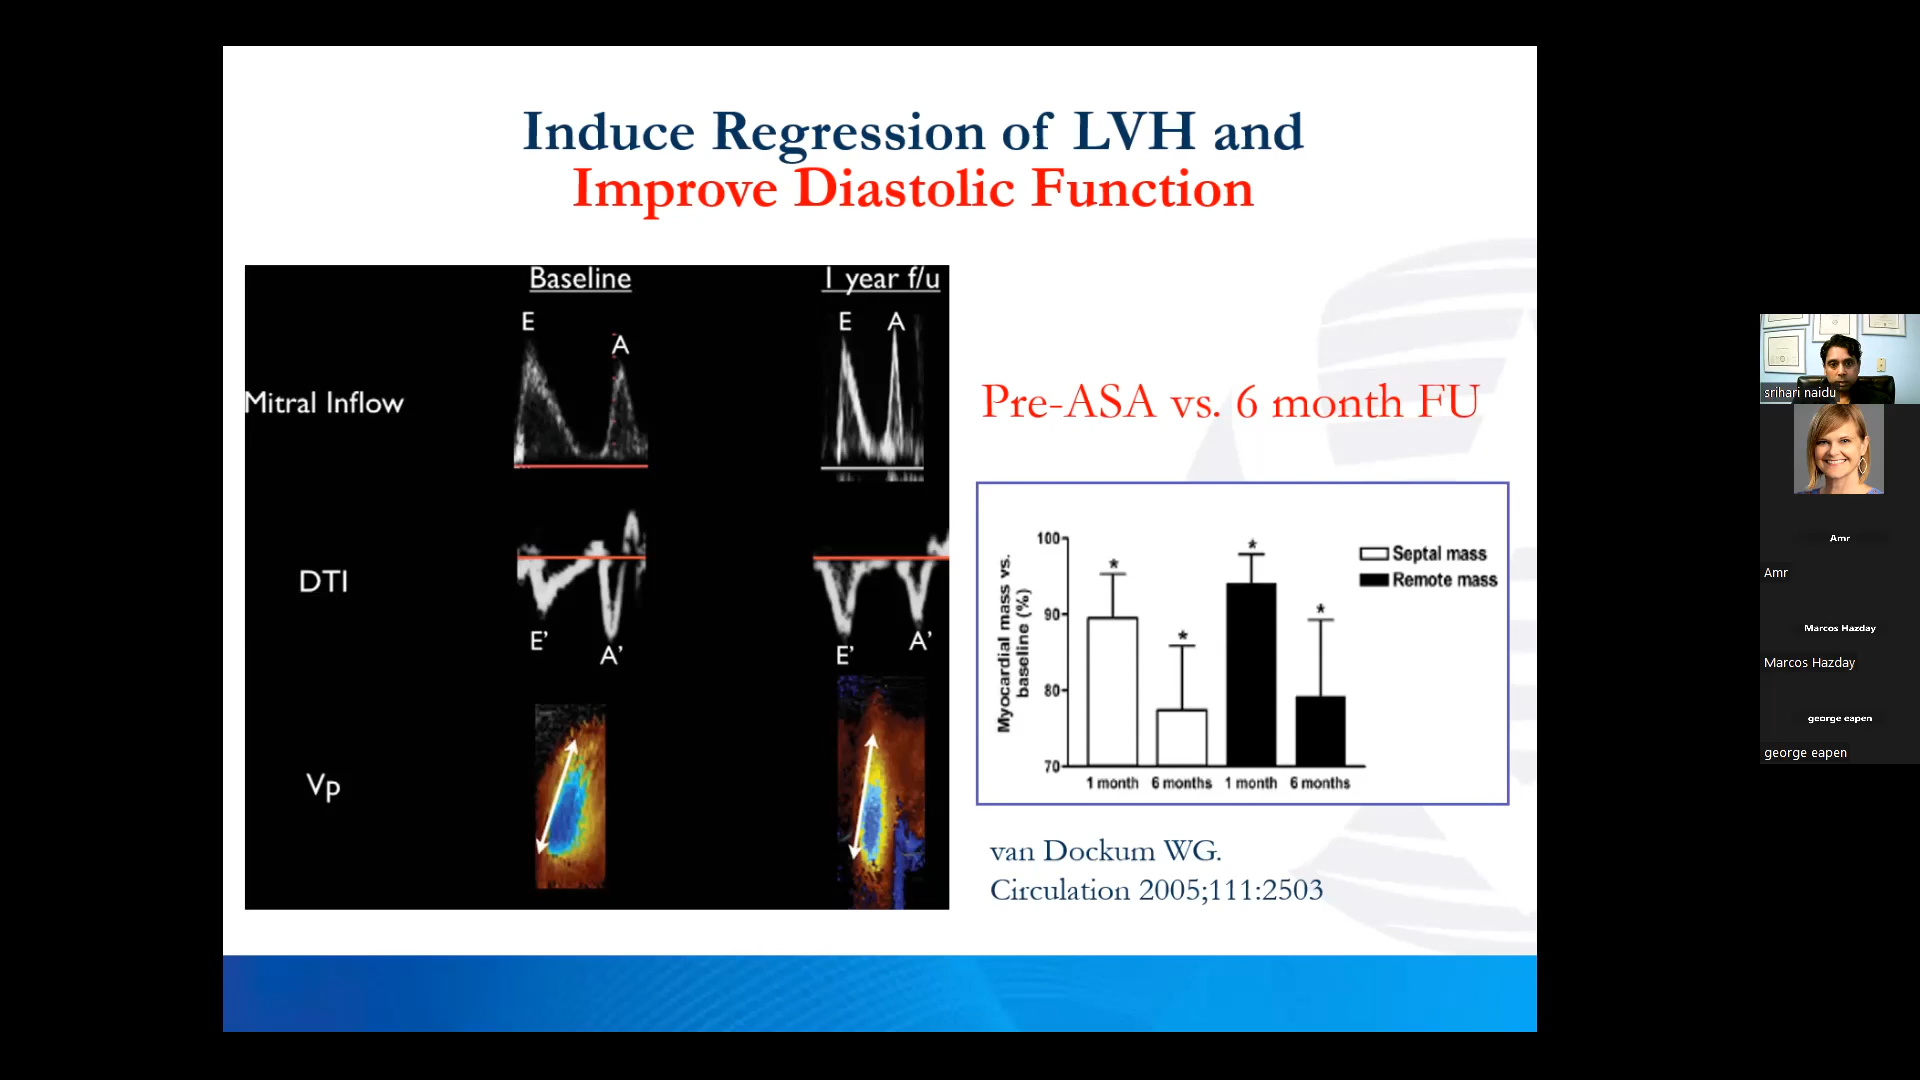 Induce Regression of LVH and
Improve Diastolic Function
Baseline
1 year f/u
E
A
E A
Mitral Inflow
DTI
E'
A'
E'
A'
Vp
Pre-ASA vs. 6 month FU
Myocardial mass vs.
baseline (%)
100
90
80
70
*
*
*
*
Septal mass
Remote mass
1 month 6 months 1 month 6 months
van Dockum WG.
Circulation 2005;111:2503
srihari naidu
Amr
Amr
Marcos Hazday
Marcos Hazday
george eapen
george eapen